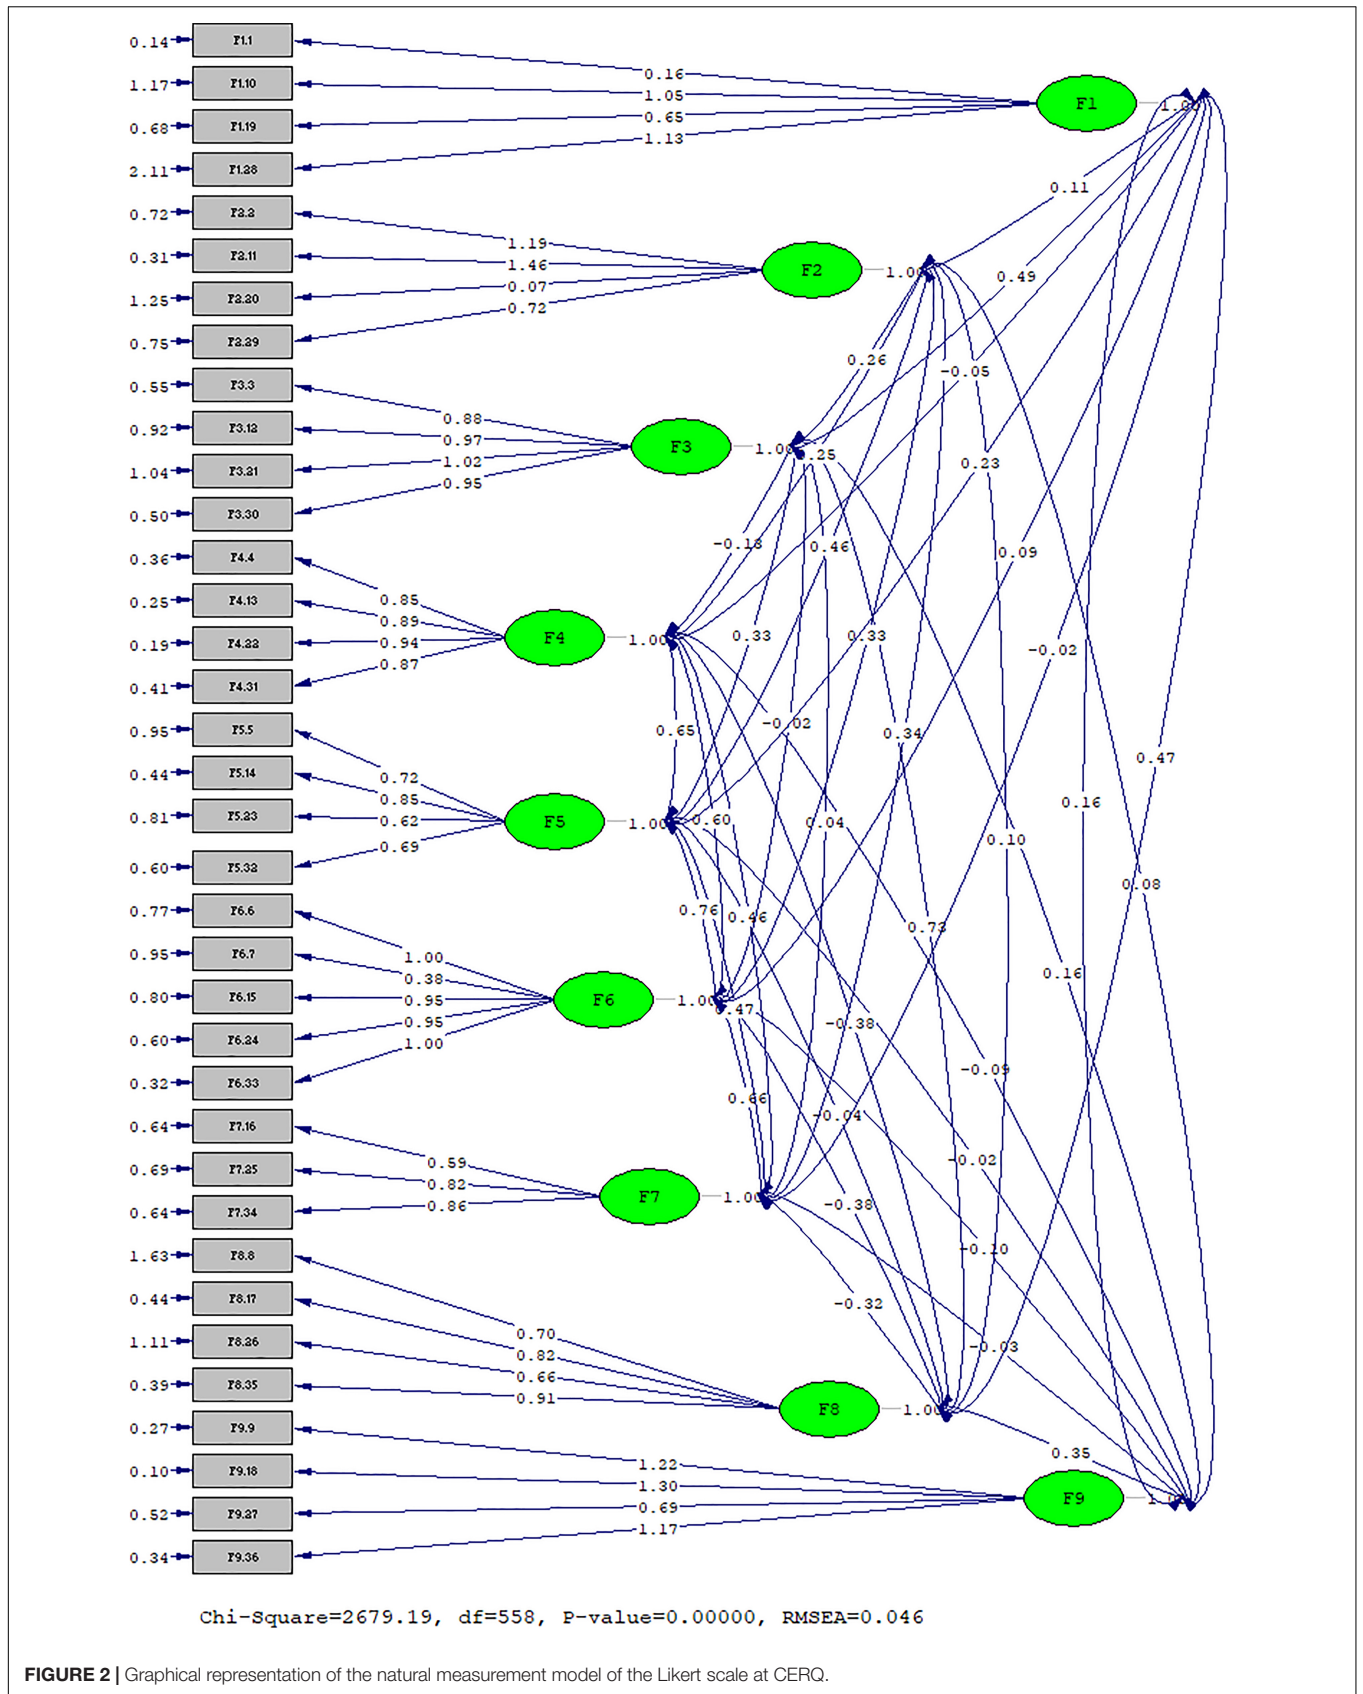 0.14 F1.1
0.16
1.17 F1.10
1.05
F1 1.00
0.68 F1.19
0.65
1.13
2.11 F1.28
0.11
0.72 F2.2
1.19
0.31 F2.11
1.46
F2 1.00
0.49
1.25 F2.20
0.07
0.72
0.75 F2.29
0.26
-0.05
0.55 F3.3
0.88
0.92 F3.12
0.97
F3 1.00
0.25
0.23
1.04 F3.21
1.02
0.95
0.50 F3.30
-0.18
0.46
0.09
0.36 F4.4
0.85
0.25 F4.13
0.89
F4 1.00
0.33
0.33
-0.02
0.19 F4.22
0.94
0.87
0.41 F4.31
0.65
-0.02
0.34
0.47
0.95 F5.5
0.72
0.44 F5.14
0.85
0.16
0.81 F5.23
0.62
F5 1.00
0.60
0.04
0.10
0.69
0.60 F5.32
0.08
0.77 F6.6
0.76
0.46
0.73
0.95 F6.7
1.00
0.38
0.16
0.80 F6.15
0.95
F6 1.00
0.47
0.95
-0.38
0.60 F6.24
1.00
-0.09
0.32 F6.33
0.66
-0.04
0.64 F7.16
0.59
-0.02
0.69 F7.25
0.82
F7 1.00
-0.38
0.64 F7.34
0.86
-0.10
1.63 F8.8
0.44 F8.17
-0.32
0.70
1.11 F8.26
0.82
-0.03
0.66
0.39 F8.35
0.91
F8 1.00
0.27 F9.9
0.35
1.22
0.10 F9.18
1.30
F9
0.52 F9.27
0.69
1.17
0.34 F9.36
Chi-Square=2679.19, df=558, P-value=0.00000, RMSEA=0.046
FIGURE 2 | Graphical representation of the natural measurement model of the Likert scale at CERQ.